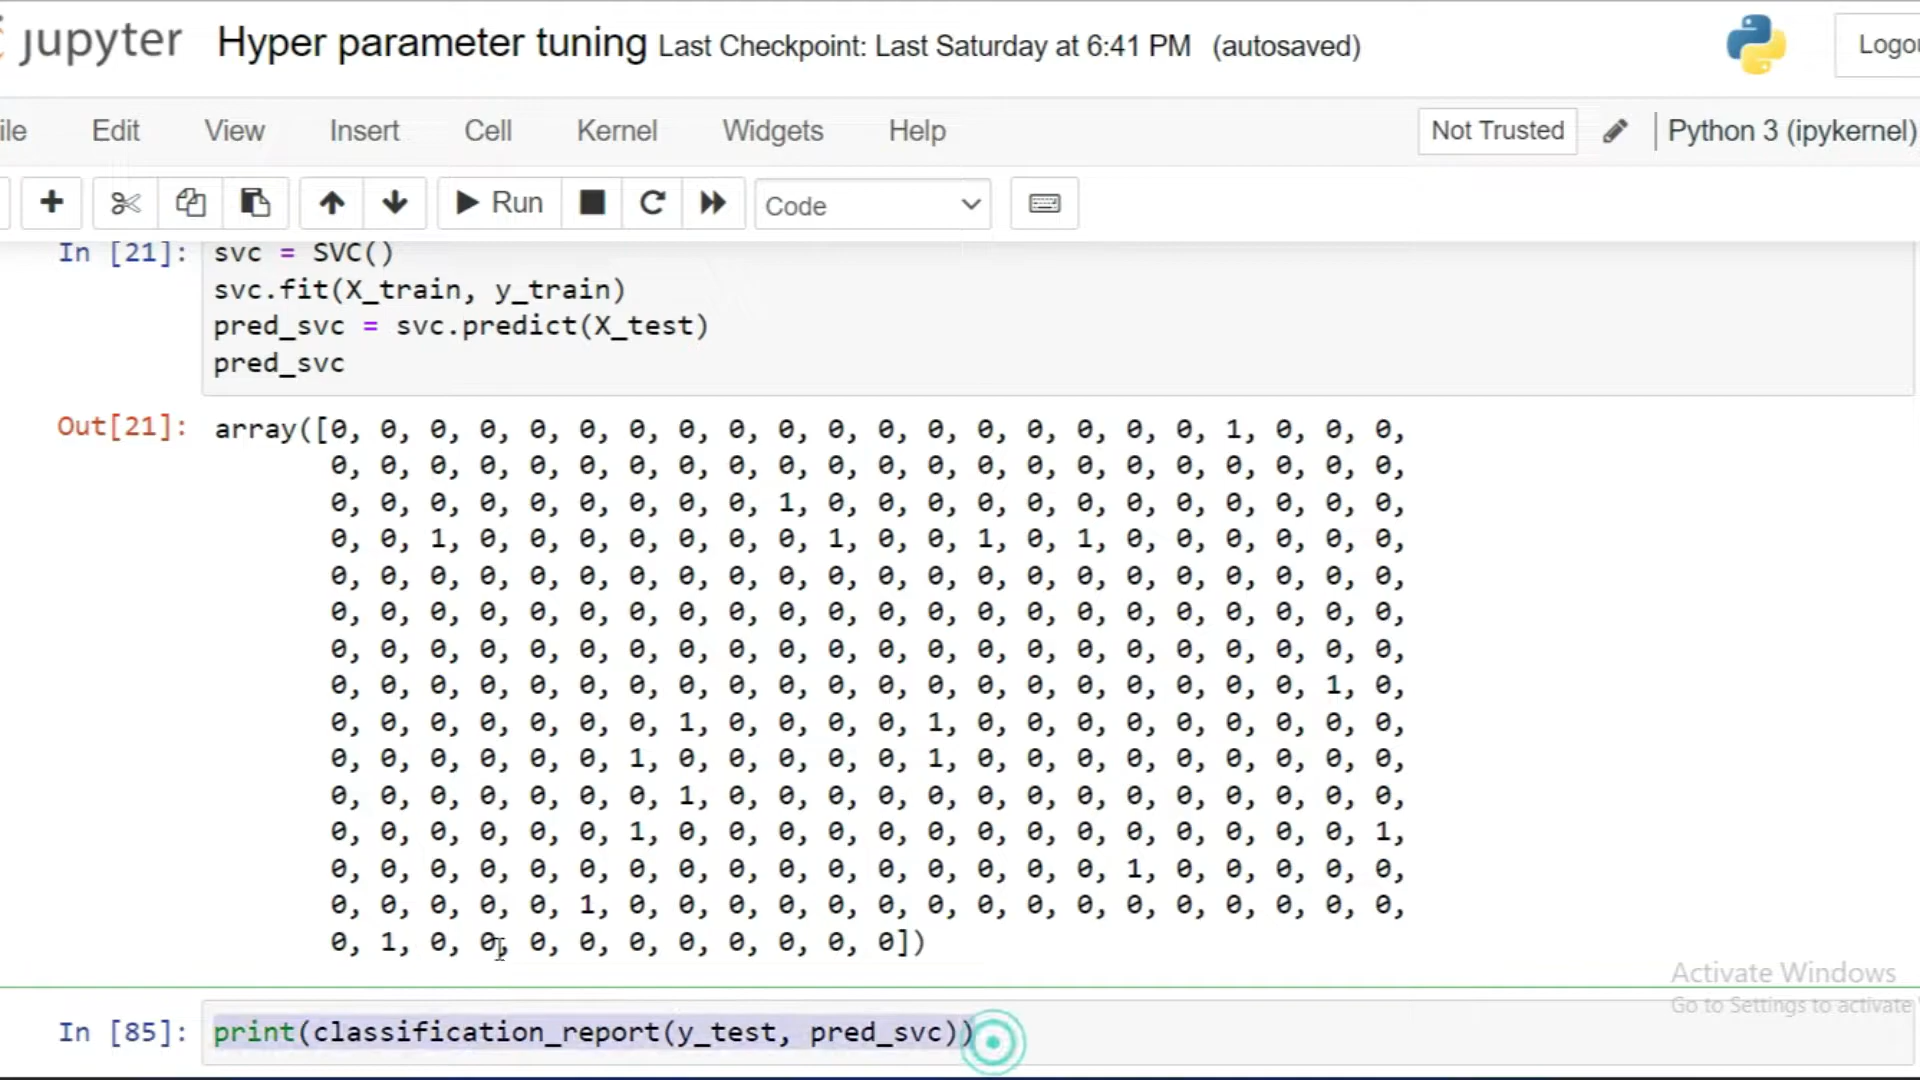 jupyter Hyper parameter tuning Last Checkpoint: Last Saturday at 6:41 PM (autosaved)
Edit View Insert Cell Kernel Widgets Help Not Trusted Python 3 (ipykernel)
Run Code
In [21]: svc = SVC()
svc.fit(X_train, y_train)
pred_svc = svc.predict(X_test)
pred_svc
Out[21]: array([0, 0, 0, 0, 0, 0, 0, 0, 0, 0, 0, 0, 0, 0, 0, 0, 0, 0, 1, 0, 0, 0,
0, 0, 0, 0, 0, 0, 0, 0, 0, 0, 0, 0, 0, 0, 0, 0, 0, 0, 0, 0, 0, 0,
0, 0, 0, 0, 0, 0, 0, 0, 0, 1, 0, 0, 0, 0, 0, 0, 0, 0, 0, 0, 0, 0,
0, 0, 1, 0, 0, 0, 0, 0, 0, 0, 1, 0, 0, 1, 0, 1, 0, 0, 0, 0, 0, 0,
0, 0, 0, 0, 0, 0, 0, 0, 0, 0, 0, 0, 0, 0, 0, 0, 0, 0, 0, 0, 0, 0,
0, 0, 0, 0, 0, 0, 0, 0, 0, 0, 0, 0, 0, 0, 0, 0, 0, 0, 0, 0, 0, 0,
0, 0, 0, 0, 0, 0, 0, 0, 0, 0, 0, 0, 0, 0, 0, 0, 0, 0, 0, 0, 0, 0,
0, 0, 0, 0, 0, 0, 0, 0, 0, 0, 0, 0, 0, 0, 0, 0, 0, 0, 0, 0, 1, 0,
0, 0, 0, 0, 0, 0, 0, 1, 0, 0, 0, 0, 1, 0, 0, 0, 0, 0, 0, 0, 0, 0,
0, 0, 0, 0, 0, 0, 1, 0, 0, 0, 0, 0, 1, 0, 0, 0, 0, 0, 0, 0, 0, 0,
0, 0, 0, 0, 0, 0, 0, 1, 0, 0, 0, 0, 0, 0, 0, 0, 0, 0, 0, 0, 0, 0,
0, 0, 0, 0, 0, 0, 1, 0, 0, 0, 0, 0, 0, 0, 0, 0, 0, 0, 0, 0, 0, 1,
0, 0, 0, 0, 0, 0, 0, 0, 0, 0, 0, 0, 0, 0, 0, 0, 1, 0, 0, 0, 0, 0,
0, 0, 0, 0, 0, 1, 0, 0, 0, 0, 0, 0, 0, 0, 0, 0, 0, 0, 0, 0, 0, 0,
0, 1, 0, 0, 0, 0, 0, 0, 0, 0, 0, 0])
Activate Windows
Go to Settings to activate
In [85]: print(classification_report(y_test, pred_svc))